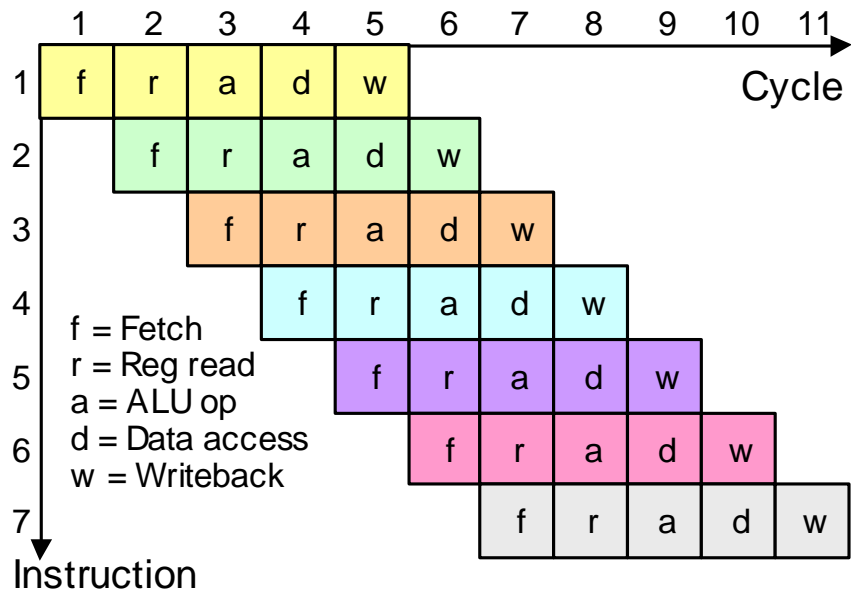 1 2 3 4 5 6 7 8 9 10 11
Cycle
1 f r a d w
2 f r a d w
3 f r a d w
4 f r a d w
5 f r a d w
6 f r a d w
7 f r a d w
f = Fetch
r = Reg read
a = ALU op
d = Data access
w = Writeback
Instruction